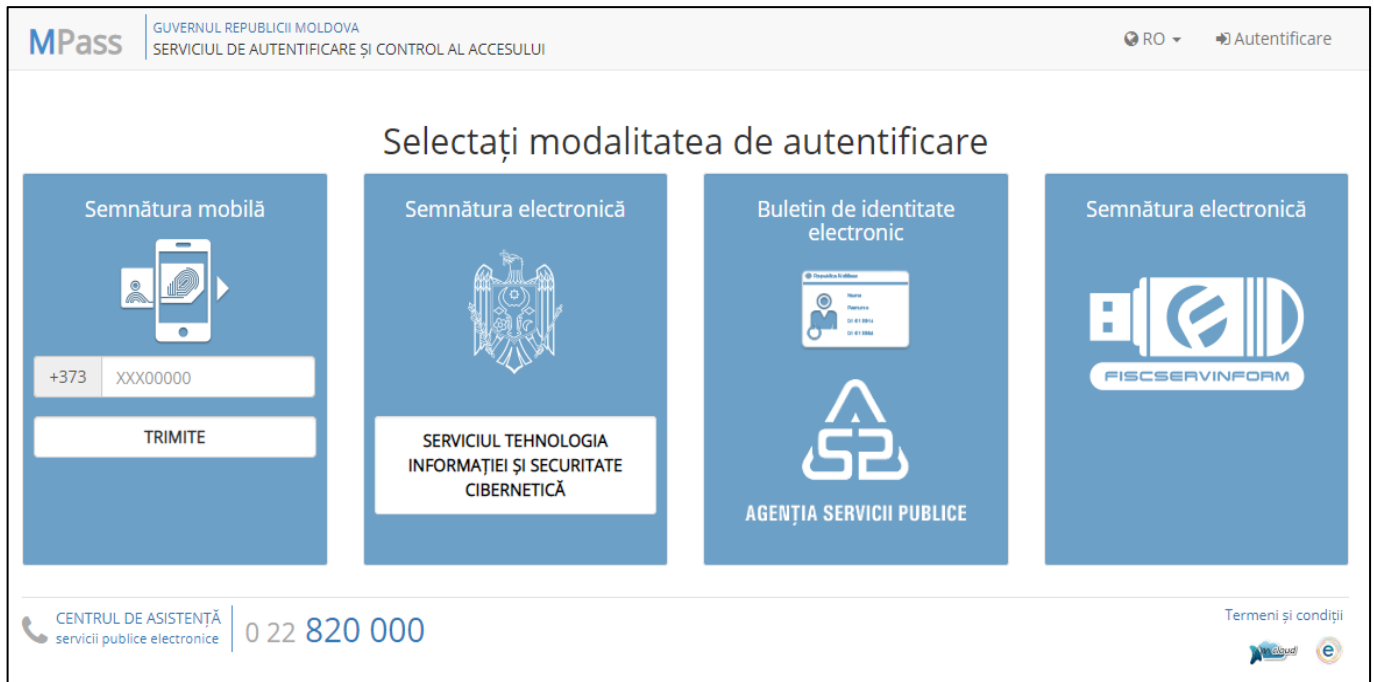 MPass
GUVERNUL REPUBLICII MOLDOVA
SERVICIUL DE AUTENTIFICARE ȘI CONTROL AL ACCESULUI
RO
Autentificare
Selectați modalitatea de autentificare
Semnătura mobilă
+373
XXX00000
TRIMITE
Semnătura electronică
SERVICIUL TEHNOLOGIA
INFORMAȚIEI ȘI SECURITATE
CIBERNETICĂ
Buletin de identitate
electronic
AGENȚIA SERVICII PUBLICE
Semnătura electronică
FISCSERVINFORM
CENTRUL DE ASISTENȚĂ
servicii publice electronice
0 22 820 000
Termeni și condiții